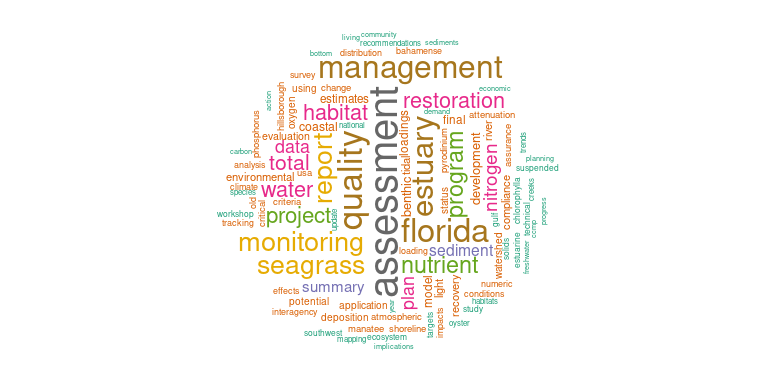 living
community
recommendations
sediments
bottom
distribution
bahamense
management
survey
economic
using
change
action
estimates
assessment
restoration
hillsborough
oxygen
habitat
demand
attenuation
coastal
national
loadings
final
phosphorus
evaluation
quality
estuary
pyrodinium
program
river
assurance
trends
data
report
carbon
total
tidal
development
nitrogen
planning
analysis
suspended
environmental
usa
benthic
status
compliance
climate
water
species
chlorophylla
creeks
old
criteria
workshop
critical
project
update
gulf
technical
progress
tracking
florida
ccmp
monitoring
loading
sediment
watershed
solids
estuarine
freshwater
seagrass
nutrient
effects
summary
plan
model
light
recovery
numeric
conditions
potential
application
year
habitats
interagency
study
deposition
atmospheric
targets
impacts
oyster
southwest
manatee
shoreline
mapping
ecosystem
implications